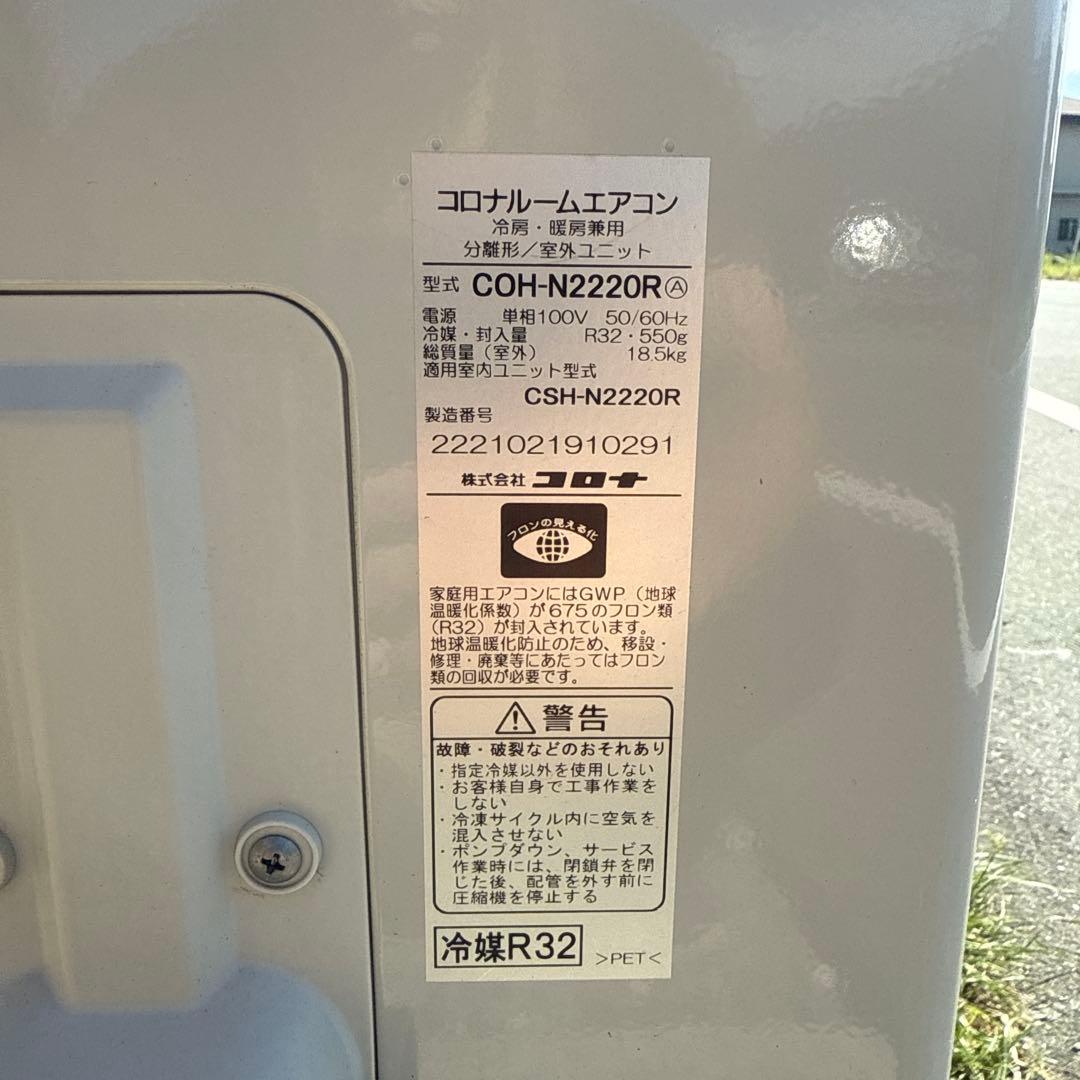 コロナルームエアコン
冷房・暖房兼用
分離形／室外ユニット
型式 COH-N2220RⒶ
電源 単相100V 50/60Hz
冷媒・封入量 R32・550g
総質量（室外） 18.5kg
適用室内ユニット型式
CSH-N2220R
製造番号
2221021910291
株式会社 コロナ
フロンの見える化
家庭用エアコンにはGWP（地球
温暖化係数）が675のフロン類
（R32）が封入されています。
地球温暖化防止のため、移設・
修理・廃棄等にあたってはフロン
類の回収が必要です。
⚠警告
故障・破裂などのおそれあり
・指定冷媒以外を使用しない
・お客様自身で工事作業を
しない
・冷凍サイクル内に空気を
混入させない
・ポンプダウン、サービス
作業時には、閉鎖弁を閉
じた後、配管を外す前に
圧縮機を停止する
冷媒R32
>PET<